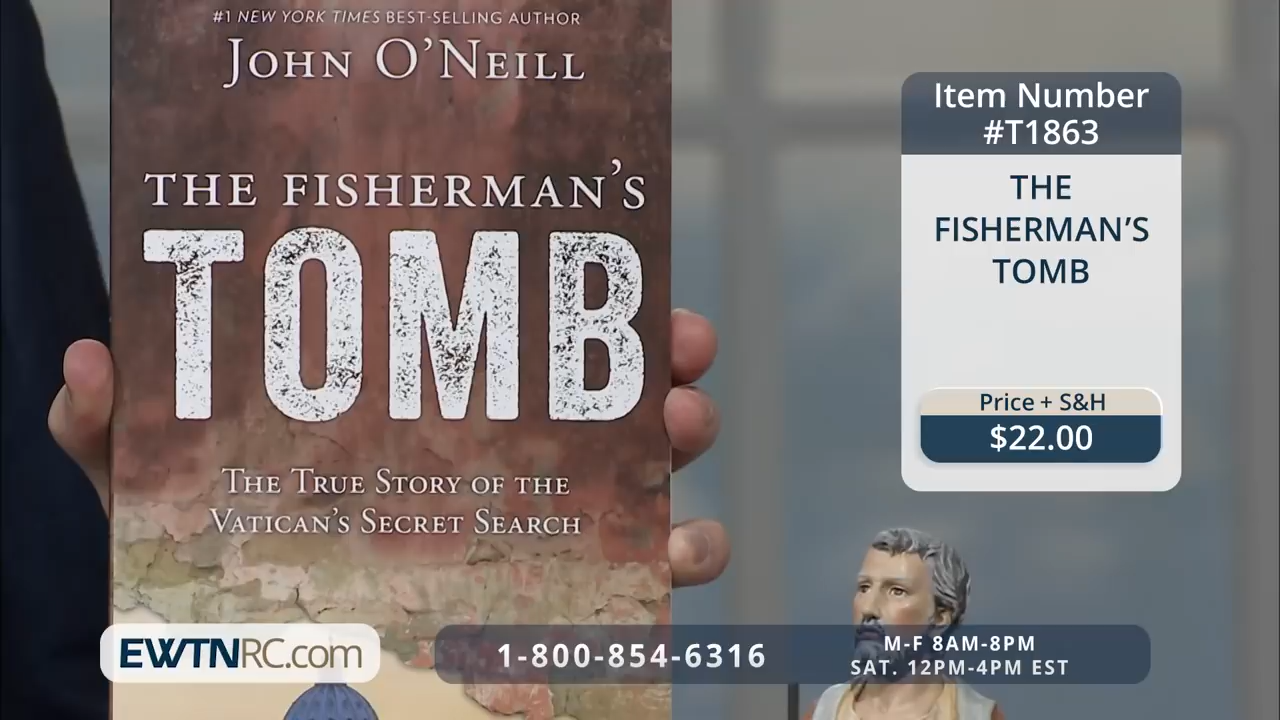 #1 NEW YORK TIMES BEST-SELLING AUTHOR
JOHN O'NEILL
THE FISHERMAN'S
TOMB
THE TRUE STORY OF THE
VATICAN'S SECRET SEARCH
Item Number
#T1863
THE
FISHERMAN'S
TOMB
Price + S&H
$22.00
EWTNRC.com
1-800-854-6316
M-F 8AM-8PM
SAT. 12PM-4PM EST